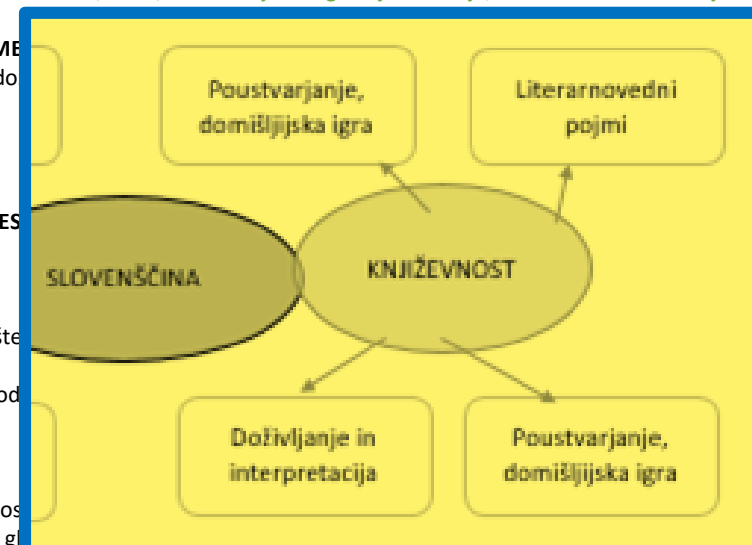 Poustvarjanje,
domišljijska igra
Literarnovedni
pojmi
SLOVENŠČINA
KNJIŽEVNOST
Doživljanje in
interpretacija
Poustvarjanje,
domišljijska igra